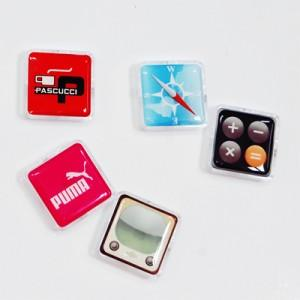 PASCUCCI
W
PUMA
+ −
× =